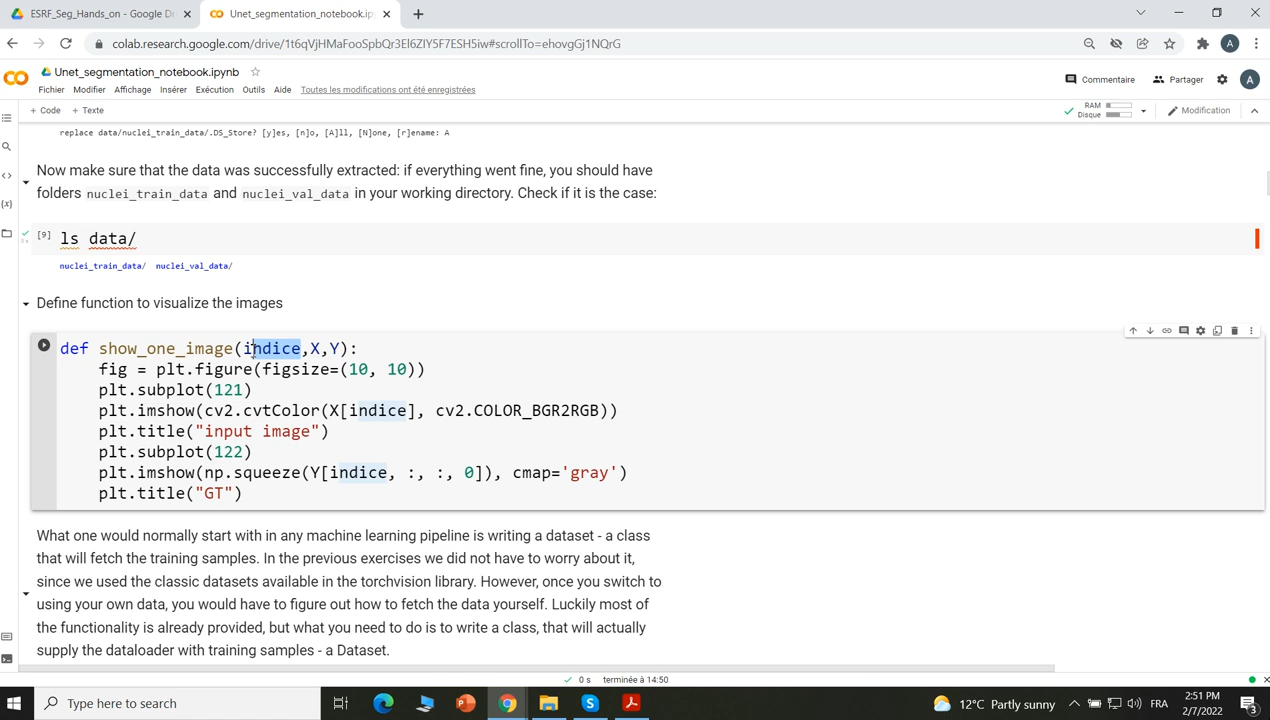 ESRF_Seg_Hands_on - Google Dr
Unet_segmentation_notebook.ipyn
colab.research.google.com/drive/1t6qVjHMaFooSpbQr3El6ZIY5F7ESH5iw#scrollTo=ehovgGj1NQrG
A
Unet_segmentation_notebook.ipynb
Commentaire
Partager
A
Fichier Modifier Affichage Insérer Exécution Outils Aide Toutes les modifications ont été enregistrées
+ Code + Texte
RAM
Disque
Modification
replace data/nuclei_train_data/.DS_Store? [y]es, [n]o, [A]ll, [N]one, [r]ename: A
Now make sure that the data was successfully extracted: if everything went fine, you should have
folders nuclei_train_data and nuclei_val_data in your working directory. Check if it is the case:
[9] ls data/
0 s
nuclei_train_data/ nuclei_val_data/
Define function to visualize the images
def show_one_image(indice,X,Y):
fig = plt.figure(figsize=(10, 10))
plt.subplot(121)
plt.imshow(cv2.cvtColor(X[indice], cv2.COLOR_BGR2RGB))
plt.title("input image")
plt.subplot(122)
plt.imshow(np.squeeze(Y[indice, :, :, 0]), cmap='gray')
plt.title("GT")
What one would normally start with in any machine learning pipeline is writing a dataset - a class
that will fetch the training samples. In the previous exercises we did not have to worry about it,
since we used the classic datasets available in the torchvision library. However, once you switch to
using your own data, you would have to figure out how to fetch the data yourself. Luckily most of
the functionality is already provided, but what you need to do is to write a class, that will actually
supply the dataloader with training samples - a Dataset.
0 s terminée à 14:50
Type here to search
12°C Partly sunny
FRA
2:51 PM
2/7/2022
3